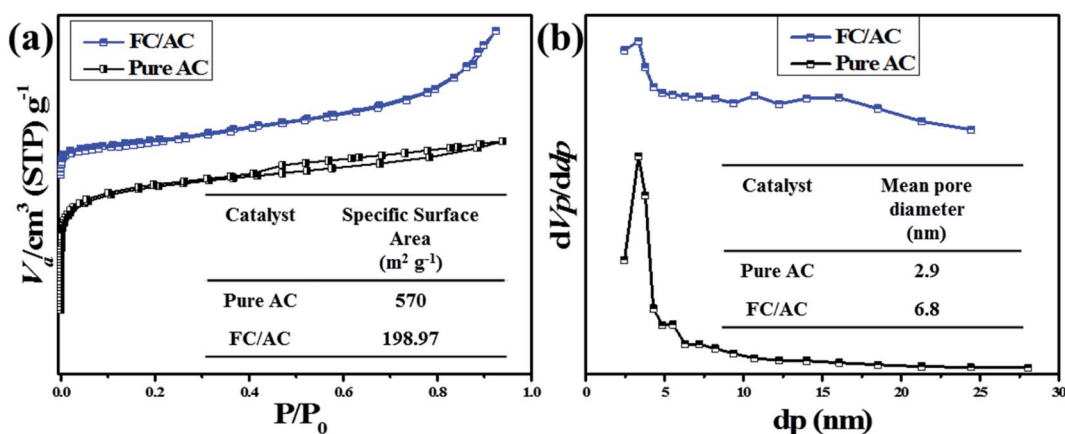 (a)
FC/AC
Pure AC
Va/cm³ (STP) g⁻¹
Catalyst Specific Surface
Area
(m² g⁻¹)
Pure AC 570
FC/AC 198.97
0.0 0.2 0.4 0.6 0.8 1.0
P/P₀
(b)
FC/AC
Pure AC
dVp/ddp
Catalyst Mean pore
diameter
(nm)
Pure AC 2.9
FC/AC 6.8
0 5 10 15 20 25 30
dp (nm)